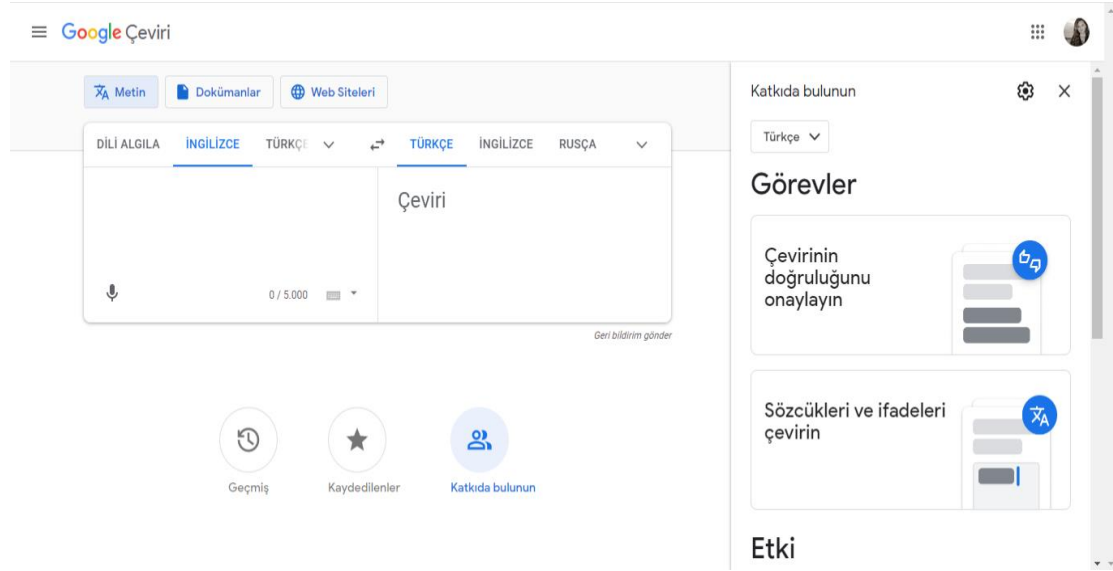 Google Çeviri
Metin
Dokümanlar
Web Siteleri
DİLİ ALGILA
İNGİLİZCE
TÜRKÇE
TÜRKÇE
İNGİLİZCE
RUSÇA
Çeviri
0 / 5.000
Geri bildirim gönder
Geçmiş
Kaydedilenler
Katkıda bulunun
Katkıda bulunun
Türkçe
Görevler
Çevirinin
doğruluğunu
onaylayın
Sözcükleri ve ifadeleri
çevirin
Etki